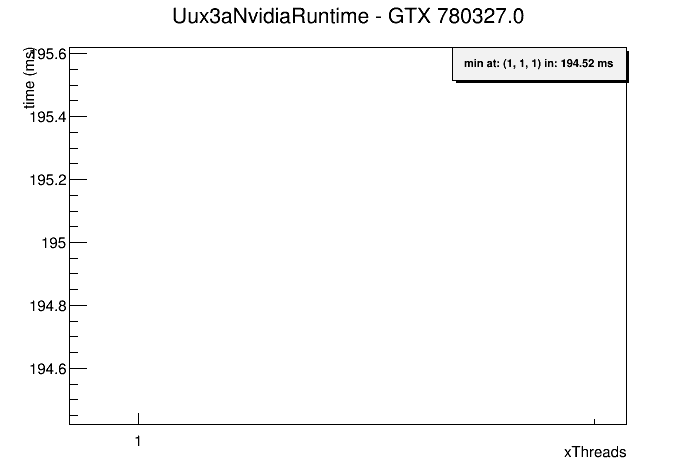 Uux3aNvidiaRuntime - GTX 780327.0
min at: (1, 1, 1) in: 194.52 ms
time (ms)
195.6
195.4
195.2
195
194.8
194.6
1
xThreads